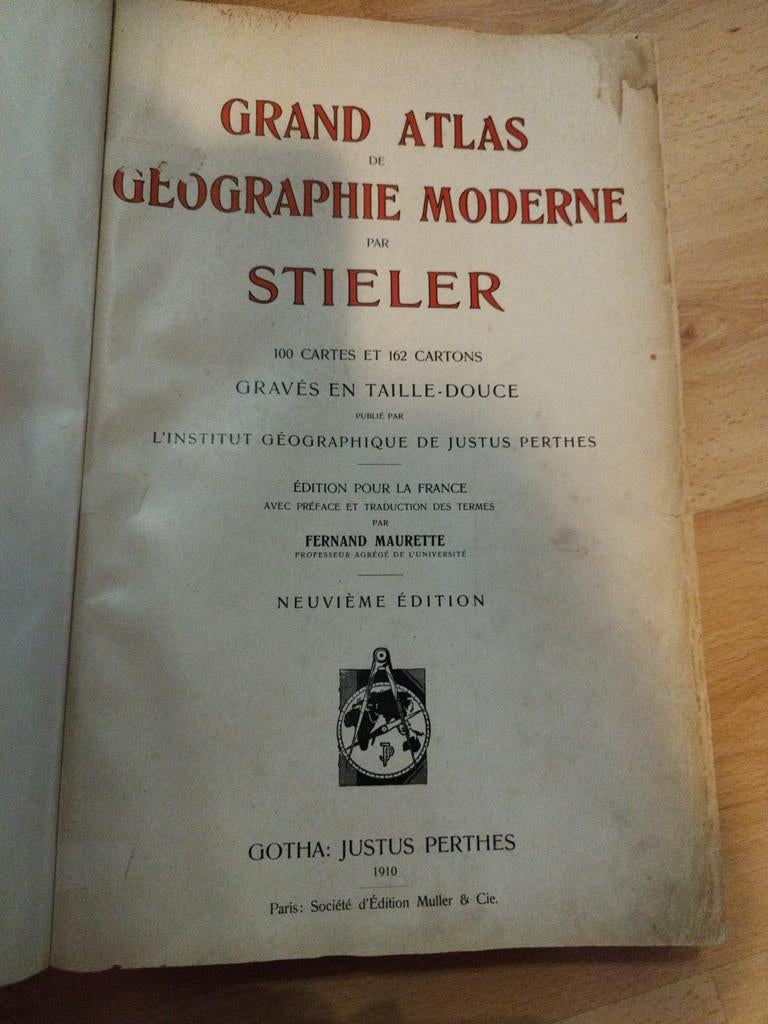 GRAND ATLAS
DE
GÉOGRAPHIE MODERNE
PAR
STIELER
100 CARTES ET 162 CARTONS
GRAVÉS EN TAILLE-DOUCE
PUBLIÉ PAR
L'INSTITUT GÉOGRAPHIQUE DE JUSTUS PERTHES
ÉDITION POUR LA FRANCE
AVEC PRÉFACE ET TRADUCTION DES TERMES
PAR
FERNAND MAURETTE
PROFESSEUR AGRÉGÉ DE L'UNIVERSITÉ
NEUVIÈME ÉDITION
JP
GOTHA: JUSTUS PERTHES
1910
Paris: Société d'Édition Muller & Cie.